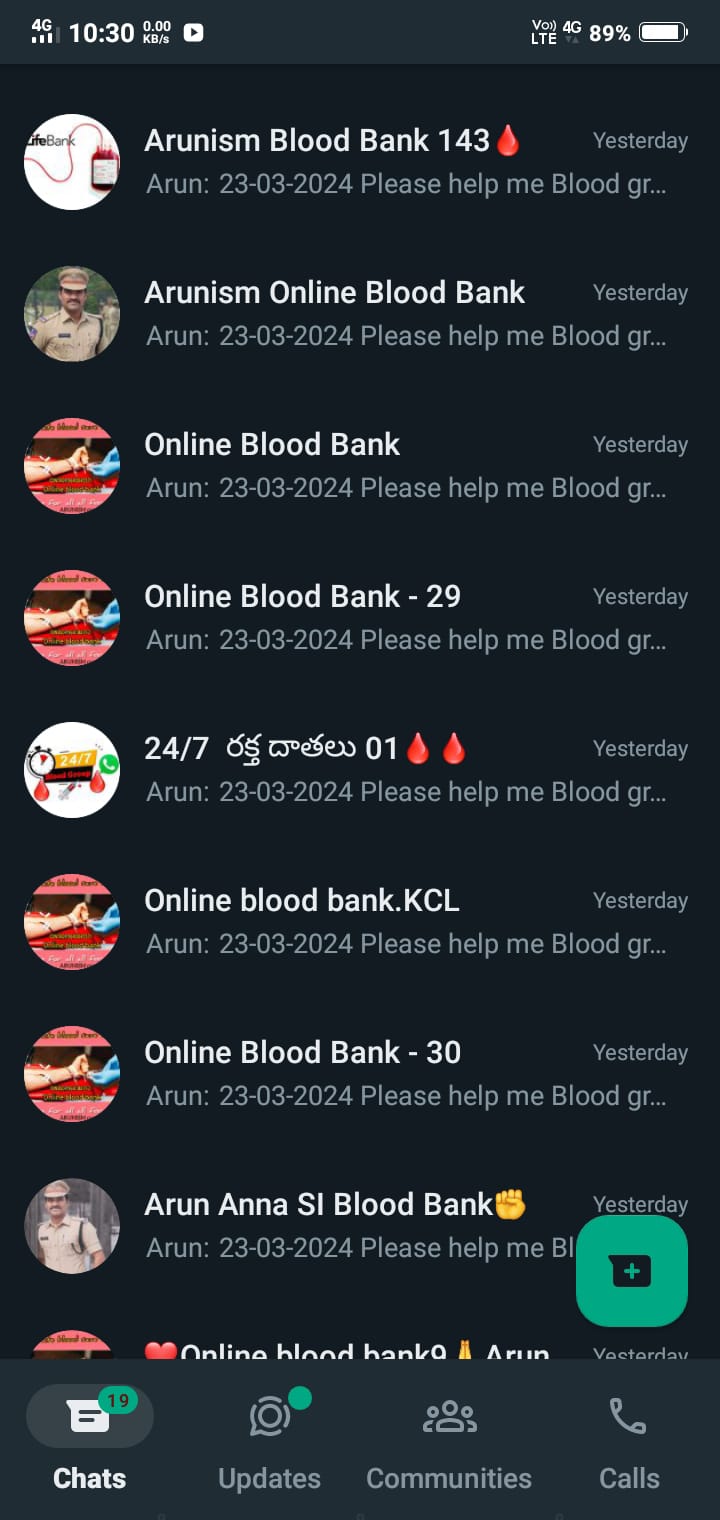 4G 10:30 0.00 KB/s Vo)) LTE 4G 89%
ifeBank
Arunism Blood Bank 143🩸 Yesterday
Arun: 23-03-2024 Please help me Blood gr...
Arunism Online Blood Bank Yesterday
Arun: 23-03-2024 Please help me Blood gr...
Online Blood Bank Yesterday
Arun: 23-03-2024 Please help me Blood gr...
Online Blood Bank - 29 Yesterday
Arun: 23-03-2024 Please help me Blood gr...
24/7
Blood Group
24/7 రక్త దాతలు 01🩸🩸 Yesterday
Arun: 23-03-2024 Please help me Blood gr...
Online blood bank.KCL Yesterday
Arun: 23-03-2024 Please help me Blood gr...
Online Blood Bank - 30 Yesterday
Arun: 23-03-2024 Please help me Blood gr...
Arun Anna SI Blood Bank✊ Yesterday
Arun: 23-03-2024 Please help me Bl
❤️Online blood bank9🙏Arun Yesterday
19
Chats Updates Communities Calls